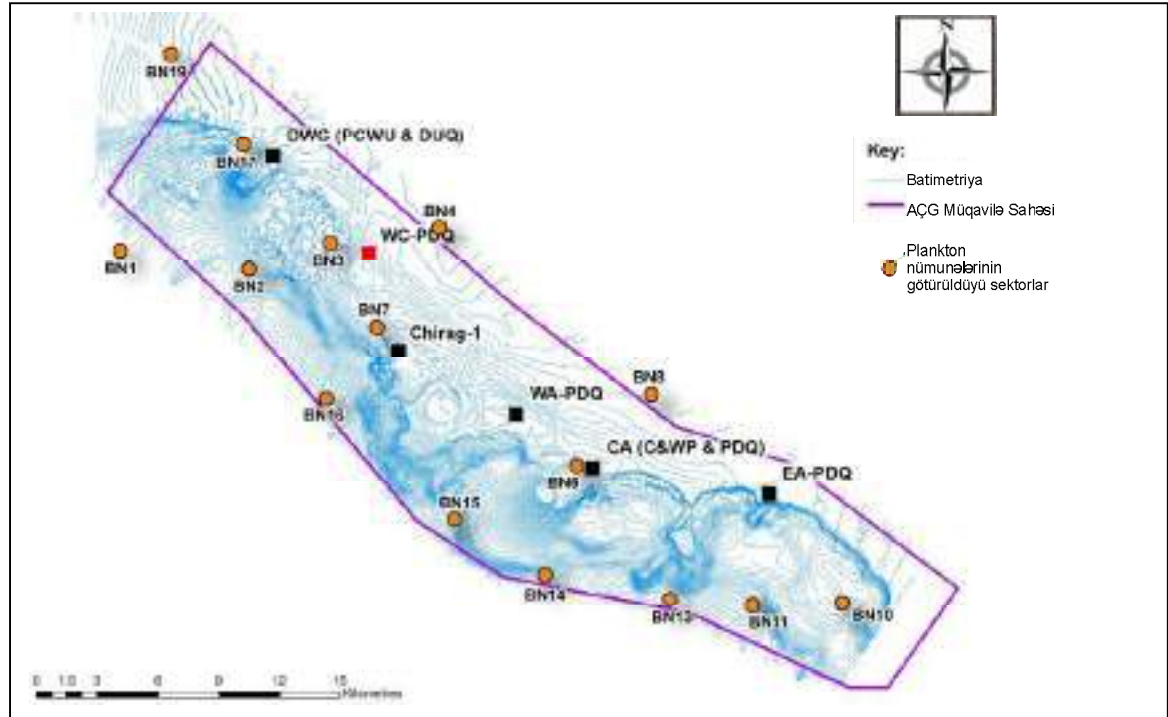 BN19
N
DWC (PCWU & DUQ)
BN17
Key:
Batimetriya
AÇG Müqavilə Sahəsi
BN4
WC-PDQ
BN3
BN1
BN2
Plankton
nümunələrinin
götürüldüyü sektorlar
BN7
Chirag-1
BN8
WA-PDQ
BN16
CA (C&WP & PDQ)
BN6
EA-PDQ
BN15
BN14
BN13
BN11
BN10
0 1.5 3 6 9 12 15
Kilometres